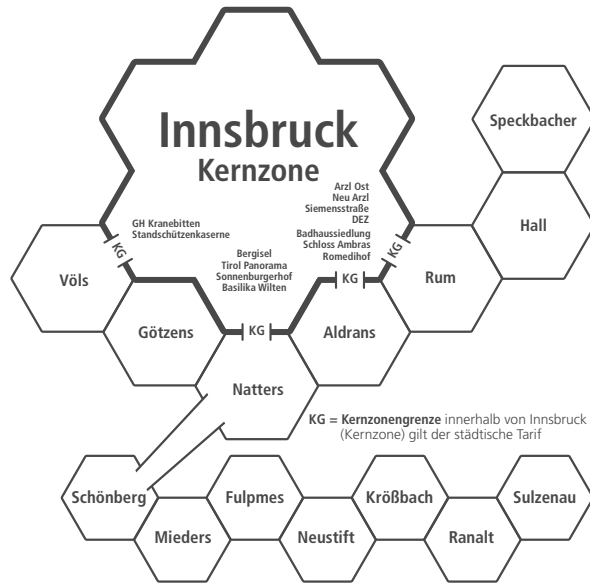 Innsbruck
Kernzone
Speckbacher
Arzl Ost
Neu Arzl
Siemensstraße
DEZ
Badhaussiedlung
Schloss Ambras
Romedihof
GH Kranebitten
Standschützenkaserne
Bergisel
Tirol Panorama
Sonnenburgerhof
Basilika Wilten
KG
KG
KG
KG
Hall
Völs
Rum
Götzens
Aldrans
Natters
KG = Kernzonengrenze innerhalb von Innsbruck
(Kernzone) gilt der städtische Tarif
Schönberg
Fulpmes
Krößbach
Sulzenau
Mieders
Neustift
Ranalt